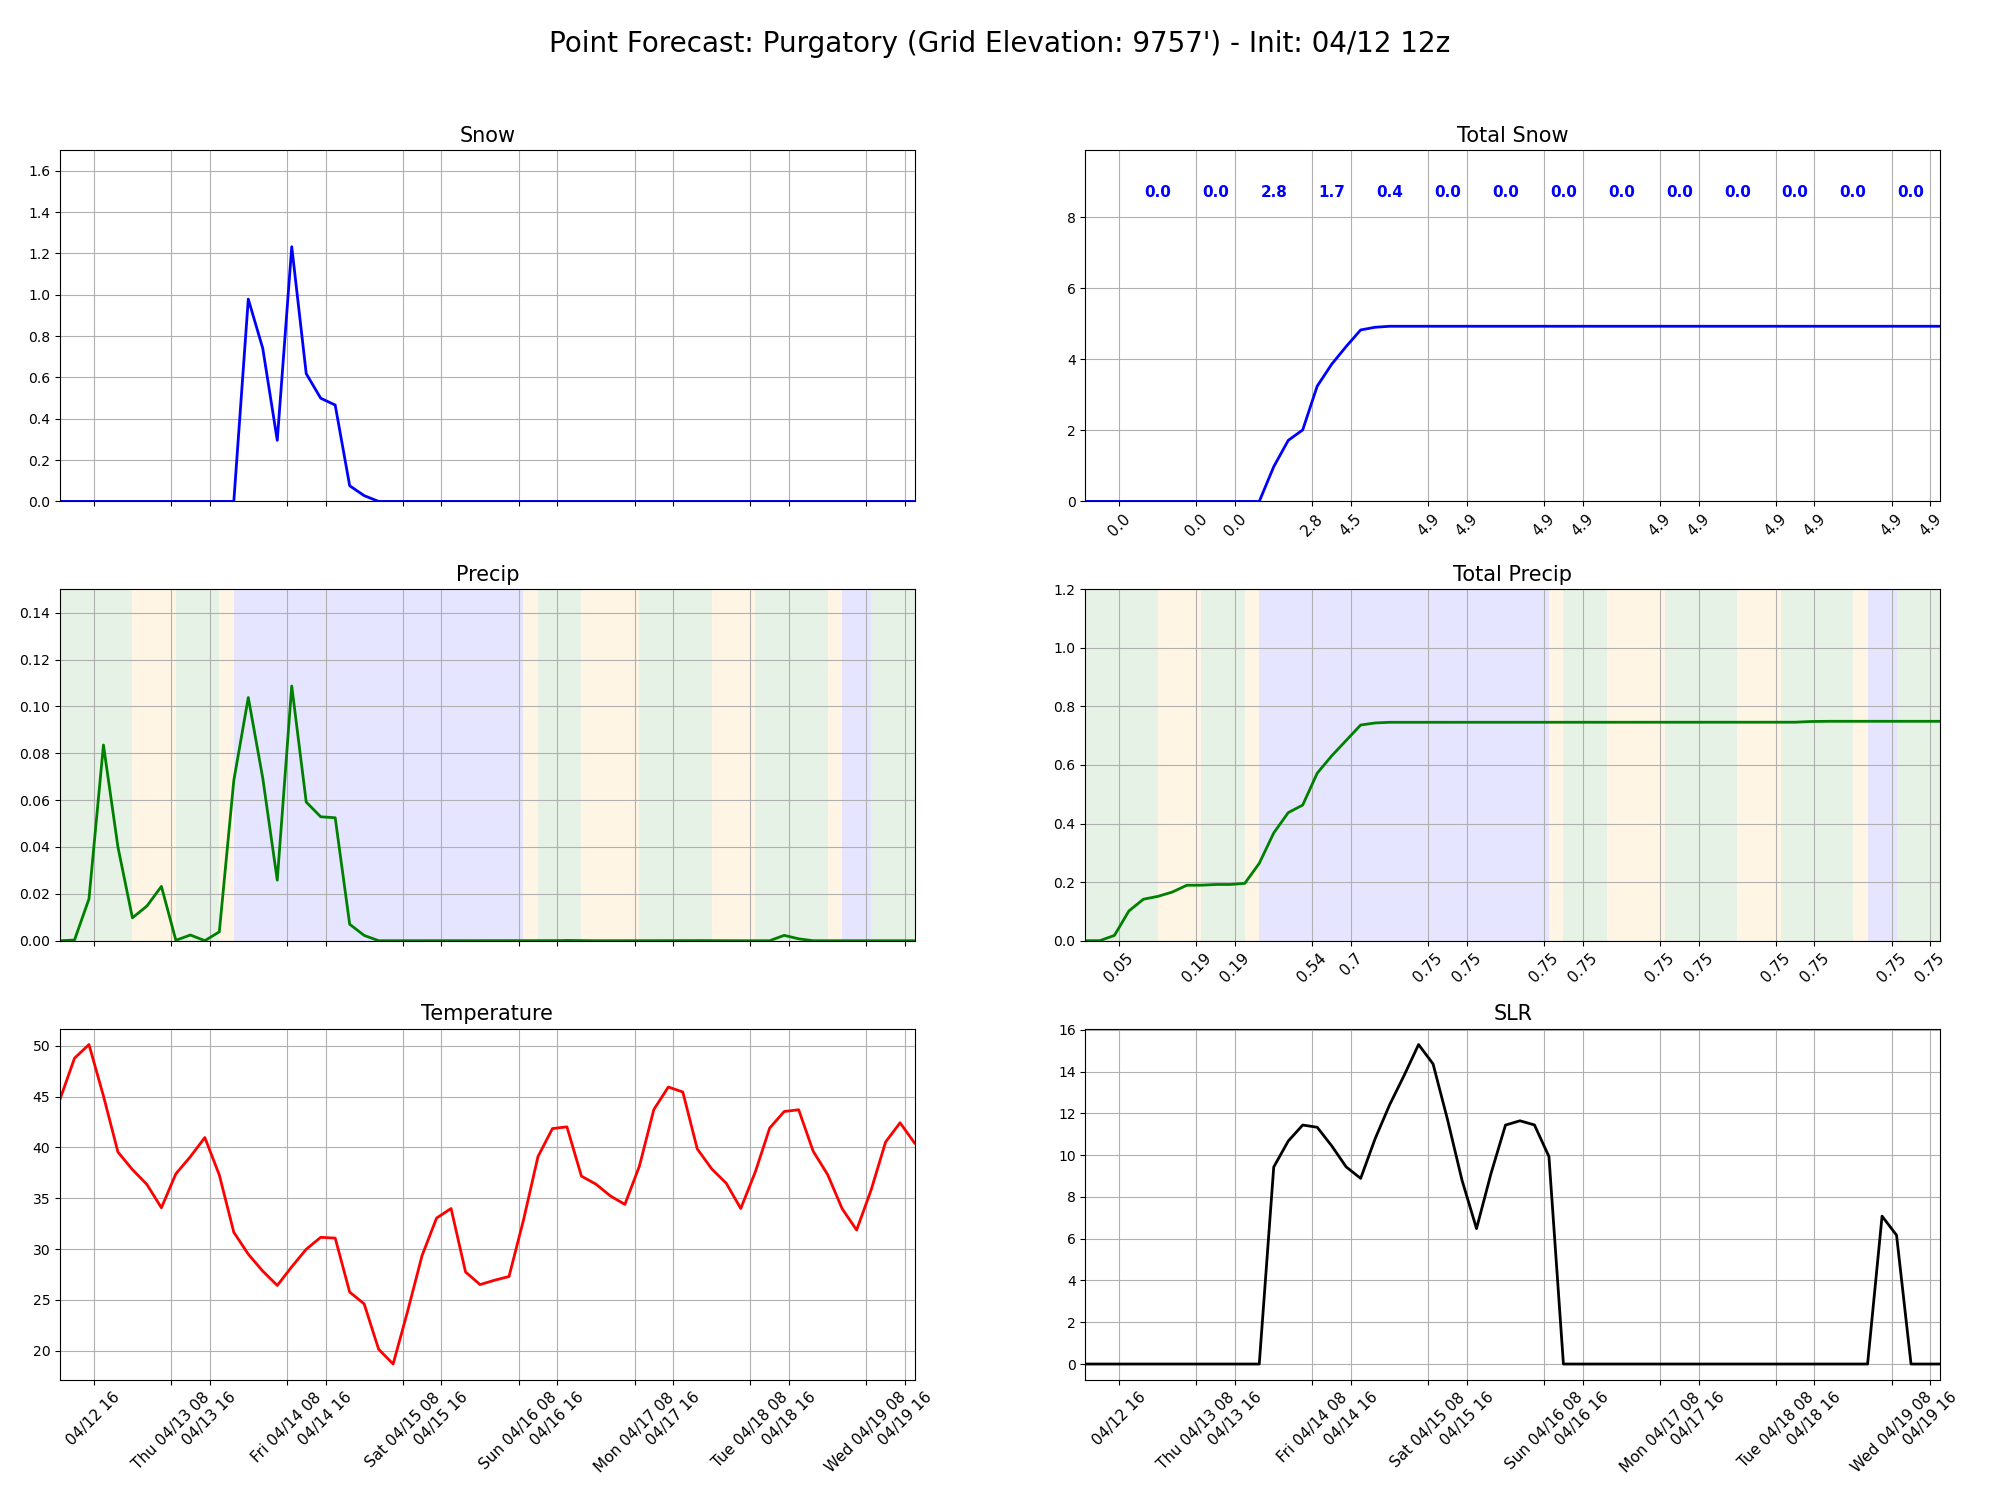 Point Forecast: Purgatory (Grid Elevation: 9757') - Init: 04/12 12z
Snow
1.6
1.4
1.2
1.0
0.8
0.6
0.4
0.2
0.0
Total Snow
0.0 0.0 2.8 1.7 0.4 0.0 0.0 0.0 0.0 0.0 0.0 0.0 0.0 0.0
8
6
4
2
0
0.0 0.0 0.0 2.8 4.5 4.9 4.9 4.9 4.9 4.9 4.9 4.9 4.9 4.9 4.9
Precip
0.14
0.12
0.10
0.08
0.06
0.04
0.02
0.00
Total Precip
1.2
1.0
0.8
0.6
0.4
0.2
0.0
0.05 0.19 0.19 0.54 0.7 0.75 0.75 0.75 0.75 0.75 0.75 0.75 0.75 0.75 0.75
Temperature
50
45
40
35
30
25
20
04/12 16
Thu 04/13 08
04/13 16
Fri 04/14 08
04/14 16
Sat 04/15 08
04/15 16
Sun 04/16 08
04/16 16
Mon 04/17 08
04/17 16
Tue 04/18 08
04/18 16
Wed 04/19 08
04/19 16
SLR
16
14
12
10
8
6
4
2
0
04/12 16
Thu 04/13 08
04/13 16
Fri 04/14 08
04/14 16
Sat 04/15 08
04/15 16
Sun 04/16 08
04/16 16
Mon 04/17 08
04/17 16
Tue 04/18 08
04/18 16
Wed 04/19 08
04/19 16